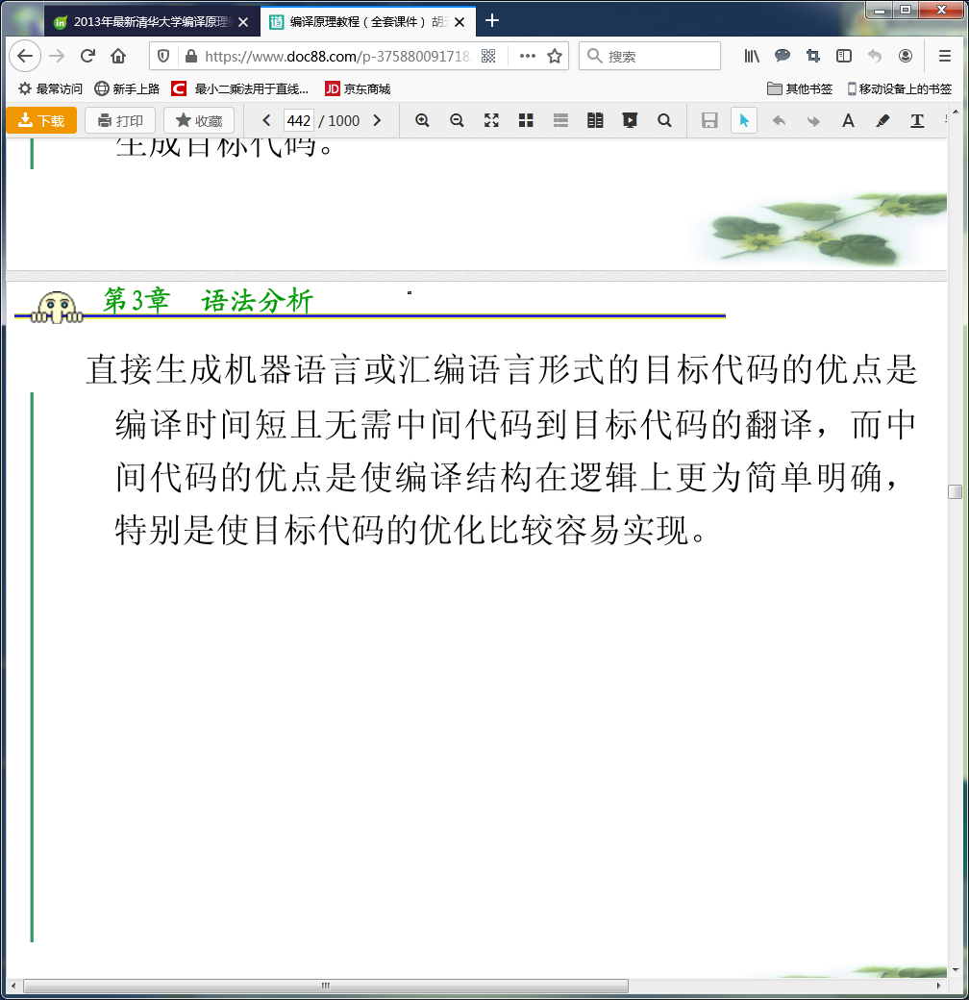 2013年最新清华大学编译原理
编译原理教程（全套课件）胡
https://www.doc88.com/p-375880091718
搜索
最常访问
新手上路
C
最小二乘法用于直线...
JD
京东商城
其他书签
移动设备上的书签
下载
打印
收藏
442 / 1000
A
T
生成目标代码。
第3章 语法分析
直接生成机器语言或汇编语言形式的目标代码的优点是
编译时间短且无需中间代码到目标代码的翻译，而中
间代码的优点是使编译结构在逻辑上更为简单明确，
特别是使目标代码的优化比较容易实现。